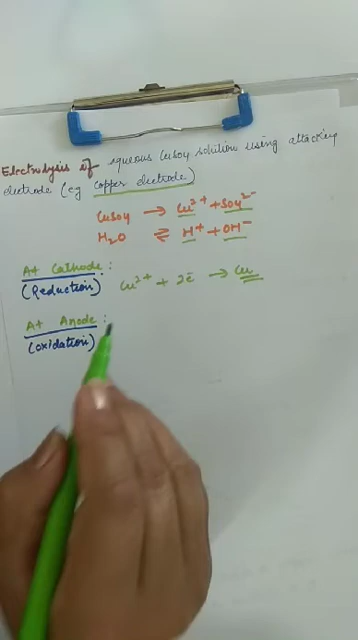 Electrolysis of aqueous CuSO4 solution using attacking
electrode (eg copper electrode)
CuSO4 → Cu²⁺ + SO4²⁻
H₂O ⇌ H⁺ + OH⁻
At Cathode :
(Reduction) Cu²⁺ + 2ē → Cu
At Anode :
(Oxidation)